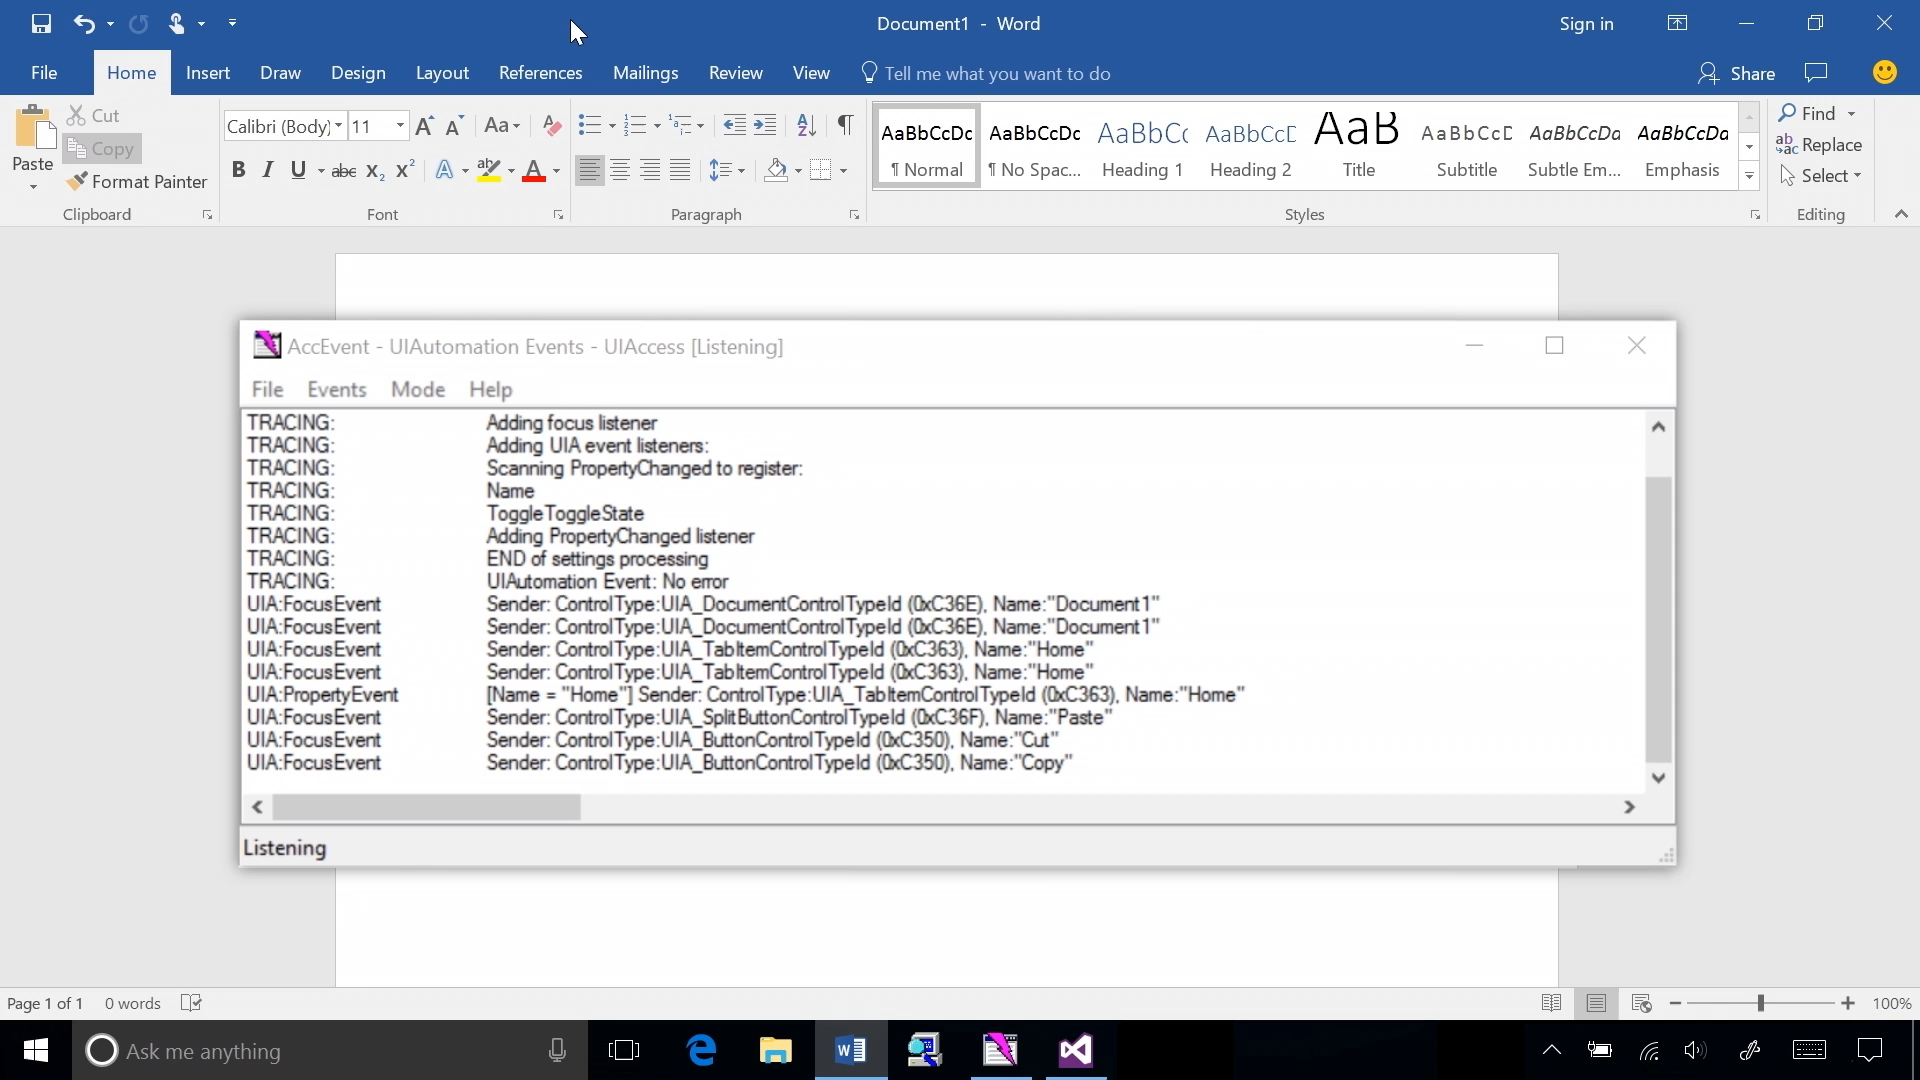 Document1 - Word
Sign in
File Home Insert Draw Design Layout References Mailings Review View Tell me what you want to do
Share
Paste
Cut
Copy
Format Painter
Clipboard
Calibri (Body) 11
Aa
B I U abc X₂ X²
A A
Font
Paragraph
AaBbCcDc AaBbCcDc AaBbCc AaBbCcC AaB AaBbCcD AaBbCcDa AaBbCcDa
¶ Normal ¶ No Spac... Heading 1 Heading 2 Title Subtitle Subtle Em... Emphasis
Styles
Find
Replace
Select
Editing
AccEvent - UIAutomation Events - UIAccess [Listening]
File Events Mode Help
TRACING: Adding focus listener
TRACING: Adding UIA event listeners:
TRACING: Scanning PropertyChanged to register:
TRACING: Name
TRACING: ToggleToggleState
TRACING: Adding PropertyChanged listener
TRACING: END of settings processing
TRACING: UIAutomation Event: No error
UIA:FocusEvent Sender: ControlType:UIA_DocumentControlTypeId (0xC36E), Name:"Document1"
UIA:FocusEvent Sender: ControlType:UIA_DocumentControlTypeId (0xC36E), Name:"Document1"
UIA:FocusEvent Sender: ControlType:UIA_TabItemControlTypeId (0xC363), Name:"Home"
UIA:FocusEvent Sender: ControlType:UIA_TabItemControlTypeId (0xC363), Name:"Home"
UIA:PropertyEvent [Name = "Home"] Sender: ControlType:UIA_TabItemControlTypeId (0xC363), Name:"Home"
UIA:FocusEvent Sender: ControlType:UIA_SplitButtonControlTypeId (0xC36F), Name:"Paste"
UIA:FocusEvent Sender: ControlType:UIA_ButtonControlTypeId (0xC350), Name:"Cut"
UIA:FocusEvent Sender: ControlType:UIA_ButtonControlTypeId (0xC350), Name:"Copy"
Listening
Page 1 of 1 0 words
100%
Ask me anything